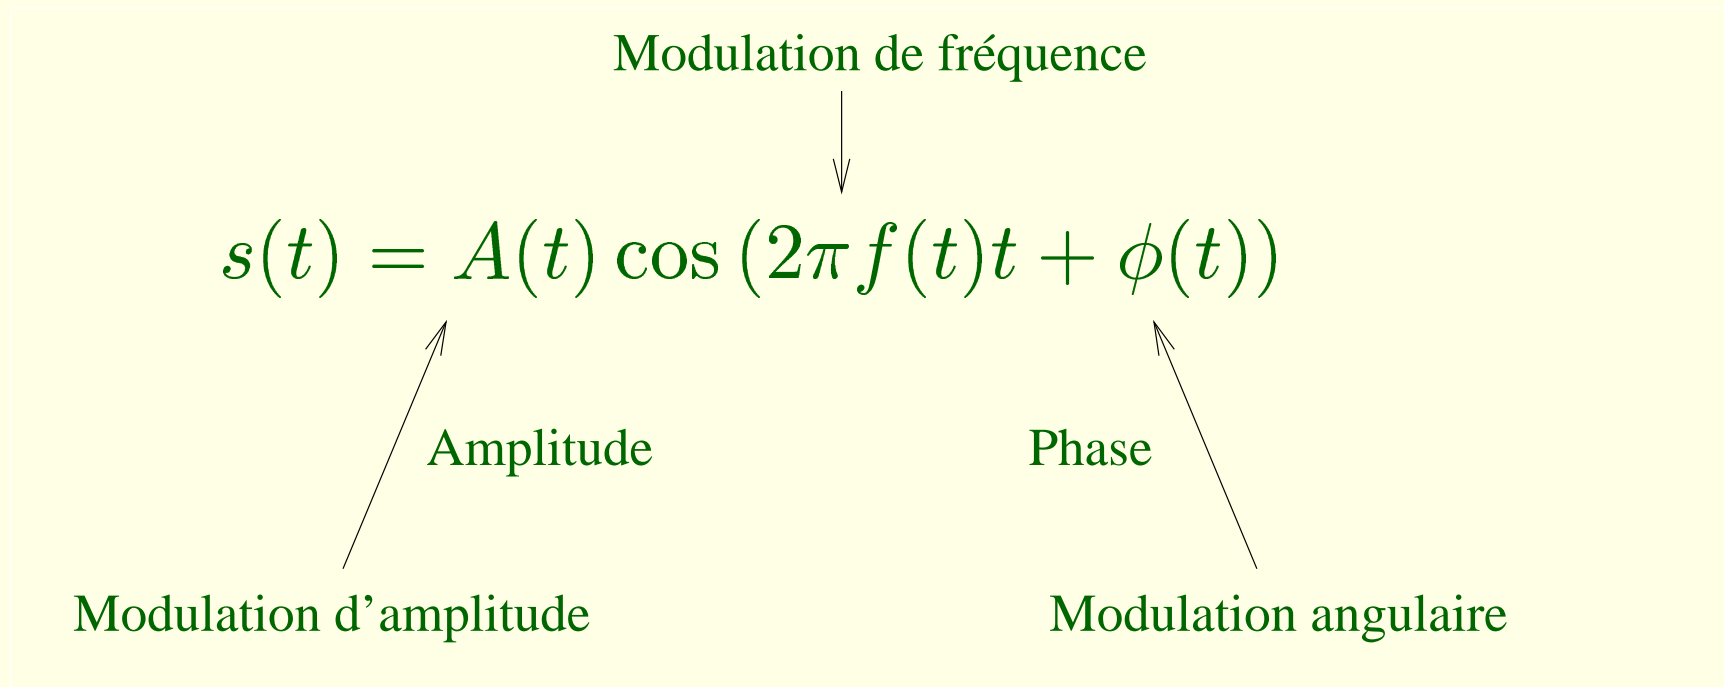 Modulation de fréquence
s(t) = A(t) cos (2πf(t)t + ϕ(t))
Amplitude
Phase
Modulation d’amplitude
Modulation angulaire